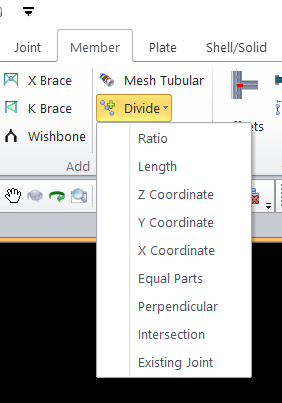 Joint Member Plate Shell/Solid
X Brace Mesh Tubular
K Brace Divide
Wishbone
Add
Ratio
Length
Z Coordinate
Y Coordinate
X Coordinate
Equal Parts
Perpendicular
Intersection
Existing Joint